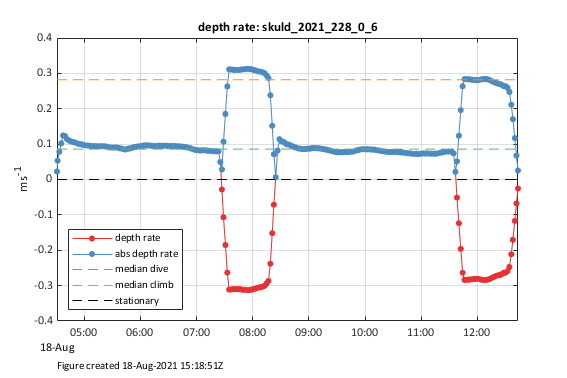 depth rate: skuld_2021_228_0_6
0.4
0.3
0.2
0.1
0
-0.1
-0.2
-0.3
-0.4
ms⁻¹
depth rate
abs depth rate
median dive
median climb
stationary
05:00 06:00 07:00 08:00 09:00 10:00 11:00 12:00
18-Aug
Figure created 18-Aug-2021 15:18:51Z